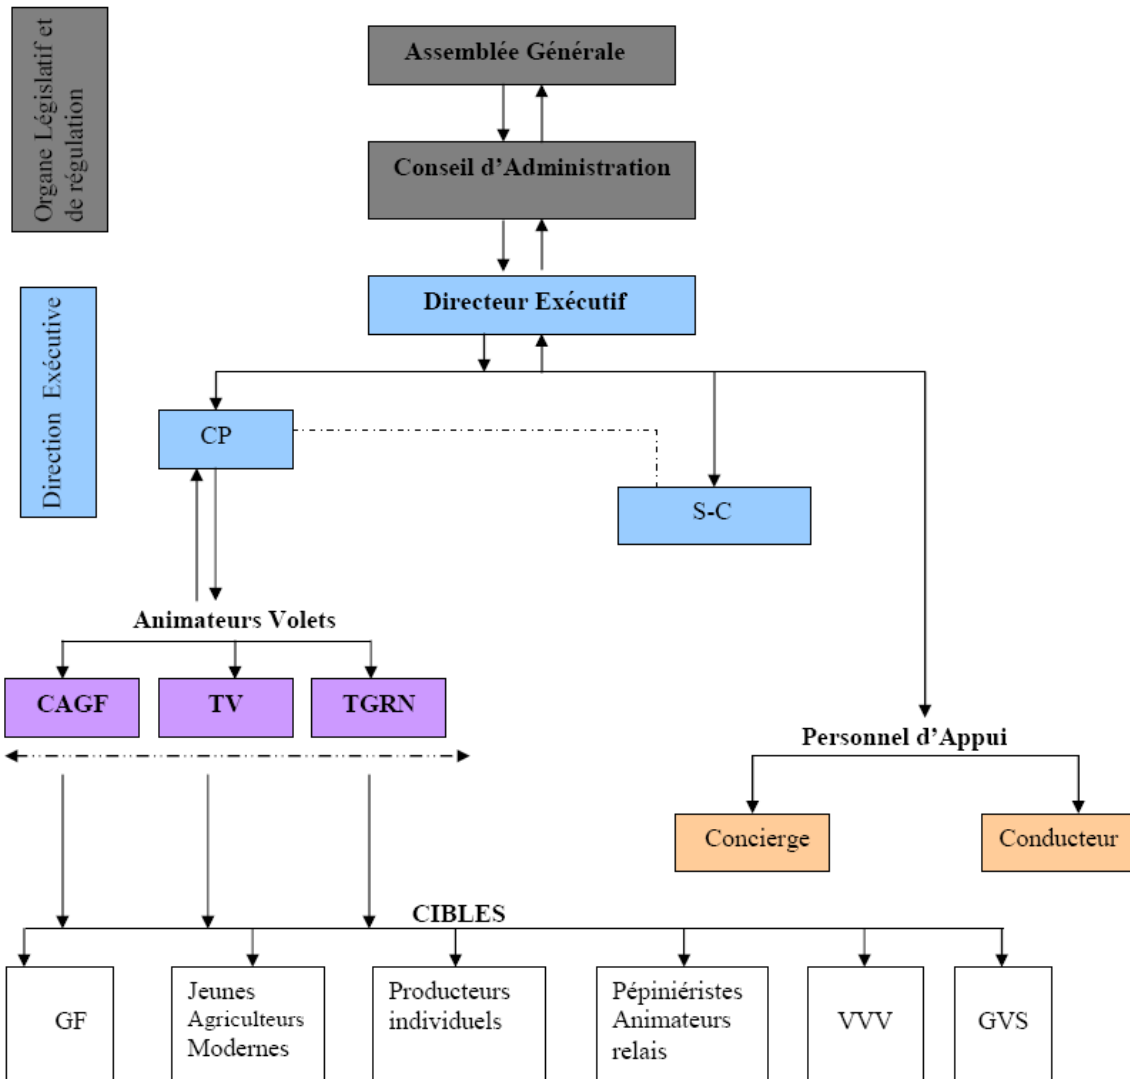 Organe Législatif et
de régulation
Assemblée Générale
Conseil d’Administration
Direction Exécutive
Directeur Exécutif
CP
S-C
Animateurs Volets
CAGF
TV
TGRN
Personnel d’Appui
Concierge
Conducteur
CIBLES
GF
Jeunes
Agriculteurs
Modernes
Producteurs
individuels
Pépiniéristes
Animateurs
relais
VVV
GVS